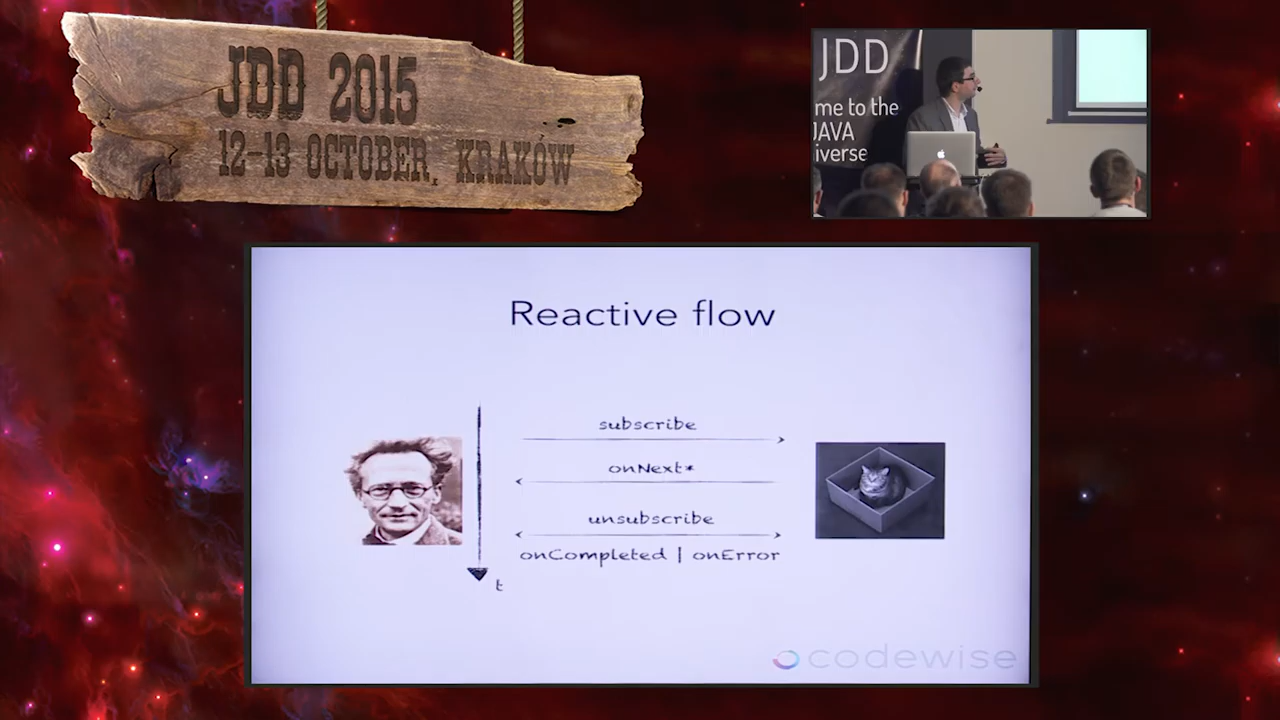 JDD 2015
12-13 OCTOBER, KRAKÓW
JDD
me to the
JAVA
iverse
Reactive flow
subscribe
onNext*
unsubscribe
onCompleted | onError
t
codewise